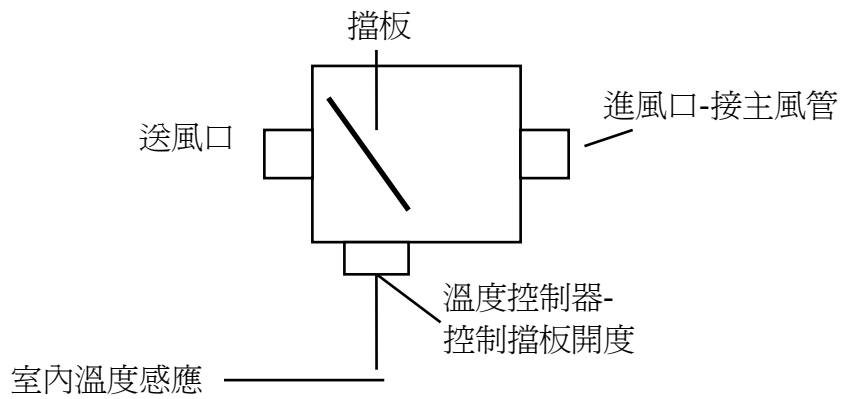 擋板
進風口-接主風管
送風口
溫度控制器-
控制擋板開度
室內溫度感應